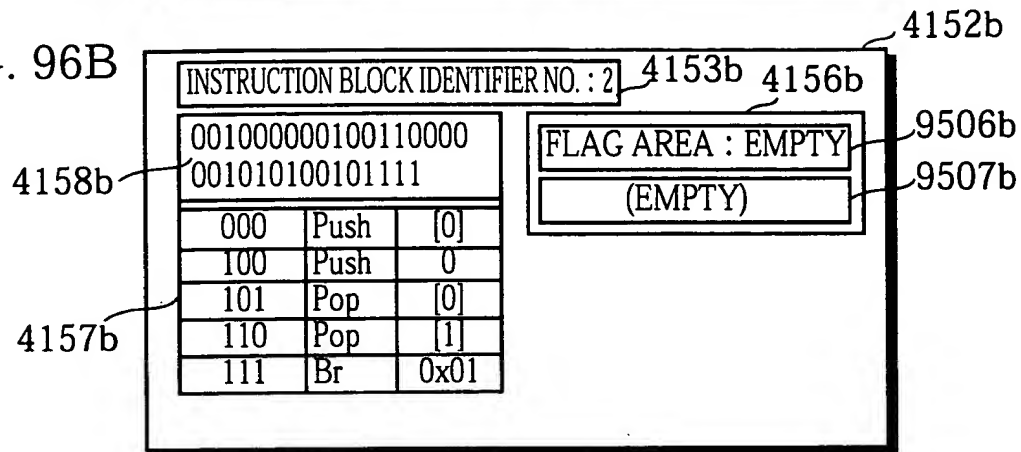 . 96B
4152b
INSTRUCTION BLOCK IDENTIFIER NO. : 2
4153b
4156b
001000000100110000
001010100101111
4158b
FLAG AREA : EMPTY
9506b
(EMPTY)
9507b
000 Push [0]
100 Push 0
101 Pop [0]
110 Pop [1]
111 Br 0x01
4157b